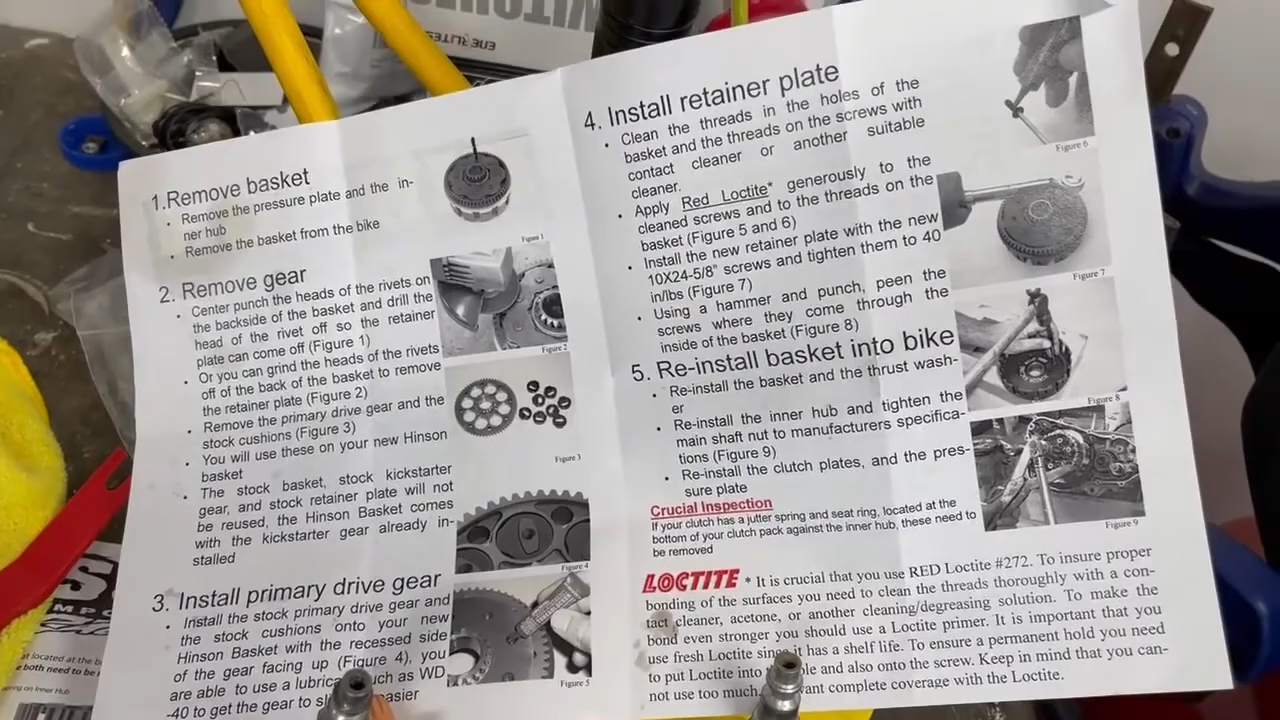 1.Remove basket
• Remove the pressure plate and the in-
ner hub
• Remove the basket from the bike
Figure 1
2. Remove gear
• Center punch the heads of the rivets on
the backside of the basket and drill the
head of the rivet off so the retainer
plate can come off (Figure 1)
• Or you can grind the heads of the rivets
off of the back of the basket to remove
the retainer plate (Figure 2)
• Remove the primary drive gear and the
stock cushions (Figure 3)
• You will use these on your new Hinson
basket
• The stock basket, stock kickstarter
gear, and stock retainer plate will not
be reused, the Hinson Basket comes
with the kickstarter gear already in-
stalled
Figure 2
Figure 3
Figure 4
3. Install primary drive gear
• Install the stock primary drive gear and
the stock cushions onto your new
Hinson Basket with the recessed side
of the gear facing up (Figure 4), you
are able to use a such as WD
-40 to get the gear to easier
Figure 5
4. Install retainer plate
• Clean the threads in the holes of the
basket and the threads on the screws with
contact cleaner or another suitable
cleaner.
• Apply Red Loctite* generously to the
cleaned screws and to the threads on the
basket (Figure 5 and 6)
• Install the new retainer plate with the new
10X24-5/8" screws and tighten them to 40
in/lbs (Figure 7)
• Using a hammer and punch, peen the
screws where they come through the
inside of the basket (Figure 8)
Figure 6
Figure 7
5. Re-install basket into bike
• Re-install the basket and the thrust wash-
er
• Re-install the inner hub and tighten the
main shaft nut to manufacturers specifica-
tions (Figure 9)
• Re-install the clutch plates, and the pres-
sure plate
Figure 8
Figure 9
Crucial Inspection
If your clutch has a jutter spring and seat ring, located at the
bottom of your clutch pack against the inner hub, these need to
be removed
LOCTITE * It is crucial that you use RED Loctite #272. To insure proper
bonding of the surfaces you need to clean the threads thoroughly with a con-
tact cleaner, acetone, or another cleaning/degreasing solution. To make the
bond even stronger you should use a Loctite primer. It is important that you
use fresh Loctite since it has a shelf life. To ensure a permanent hold you need
to put Loctite into le and also onto the screw. Keep in mind that you can-
not use too much. ant complete coverage with the Loctite.
at located at the b
both need to be
spring on Inner Hub